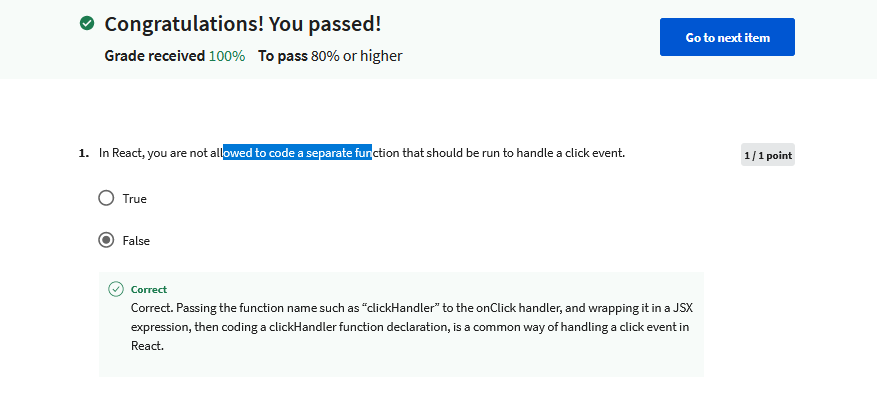 Congratulations! You passed!
Grade received 100% To pass 80% or higher
Go to next item
1. In React, you are not allowed to code a separate function that should be run to handle a click event.
1 / 1 point
True
False
Correct
Correct. Passing the function name such as “clickHandler” to the onClick handler, and wrapping it in a JSX
expression, then coding a clickHandler function declaration, is a common way of handling a click event in
React.